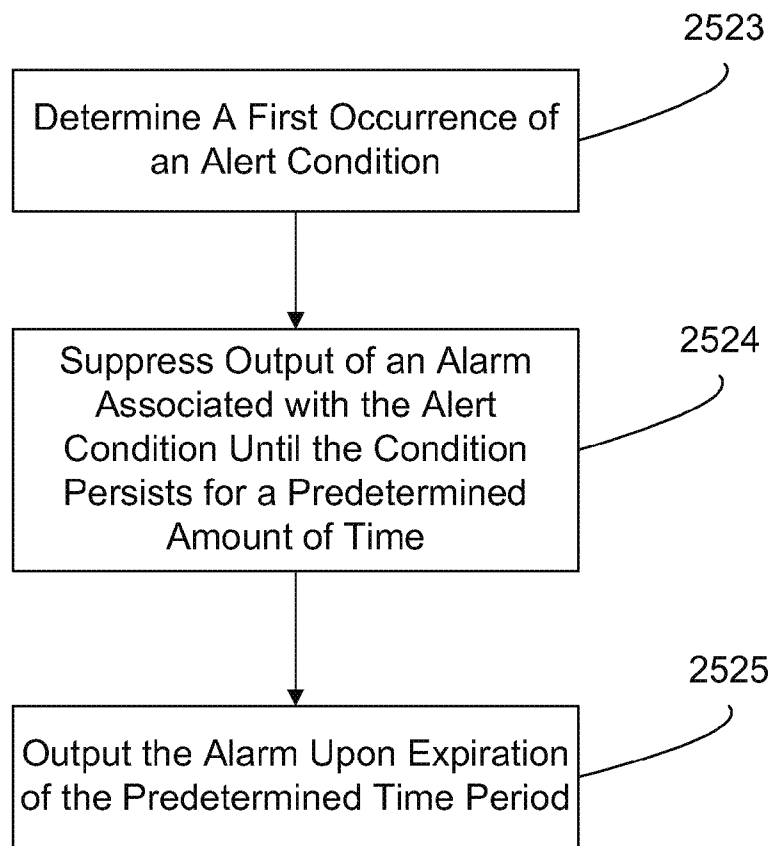 2523
Determine A First Occurrence of
an Alert Condition
2524
Suppress Output of an Alarm
Associated with the Alert
Condition Until the Condition
Persists for a Predetermined
Amount of Time
2525
Output the Alarm Upon Expiration
of the Predetermined Time Period